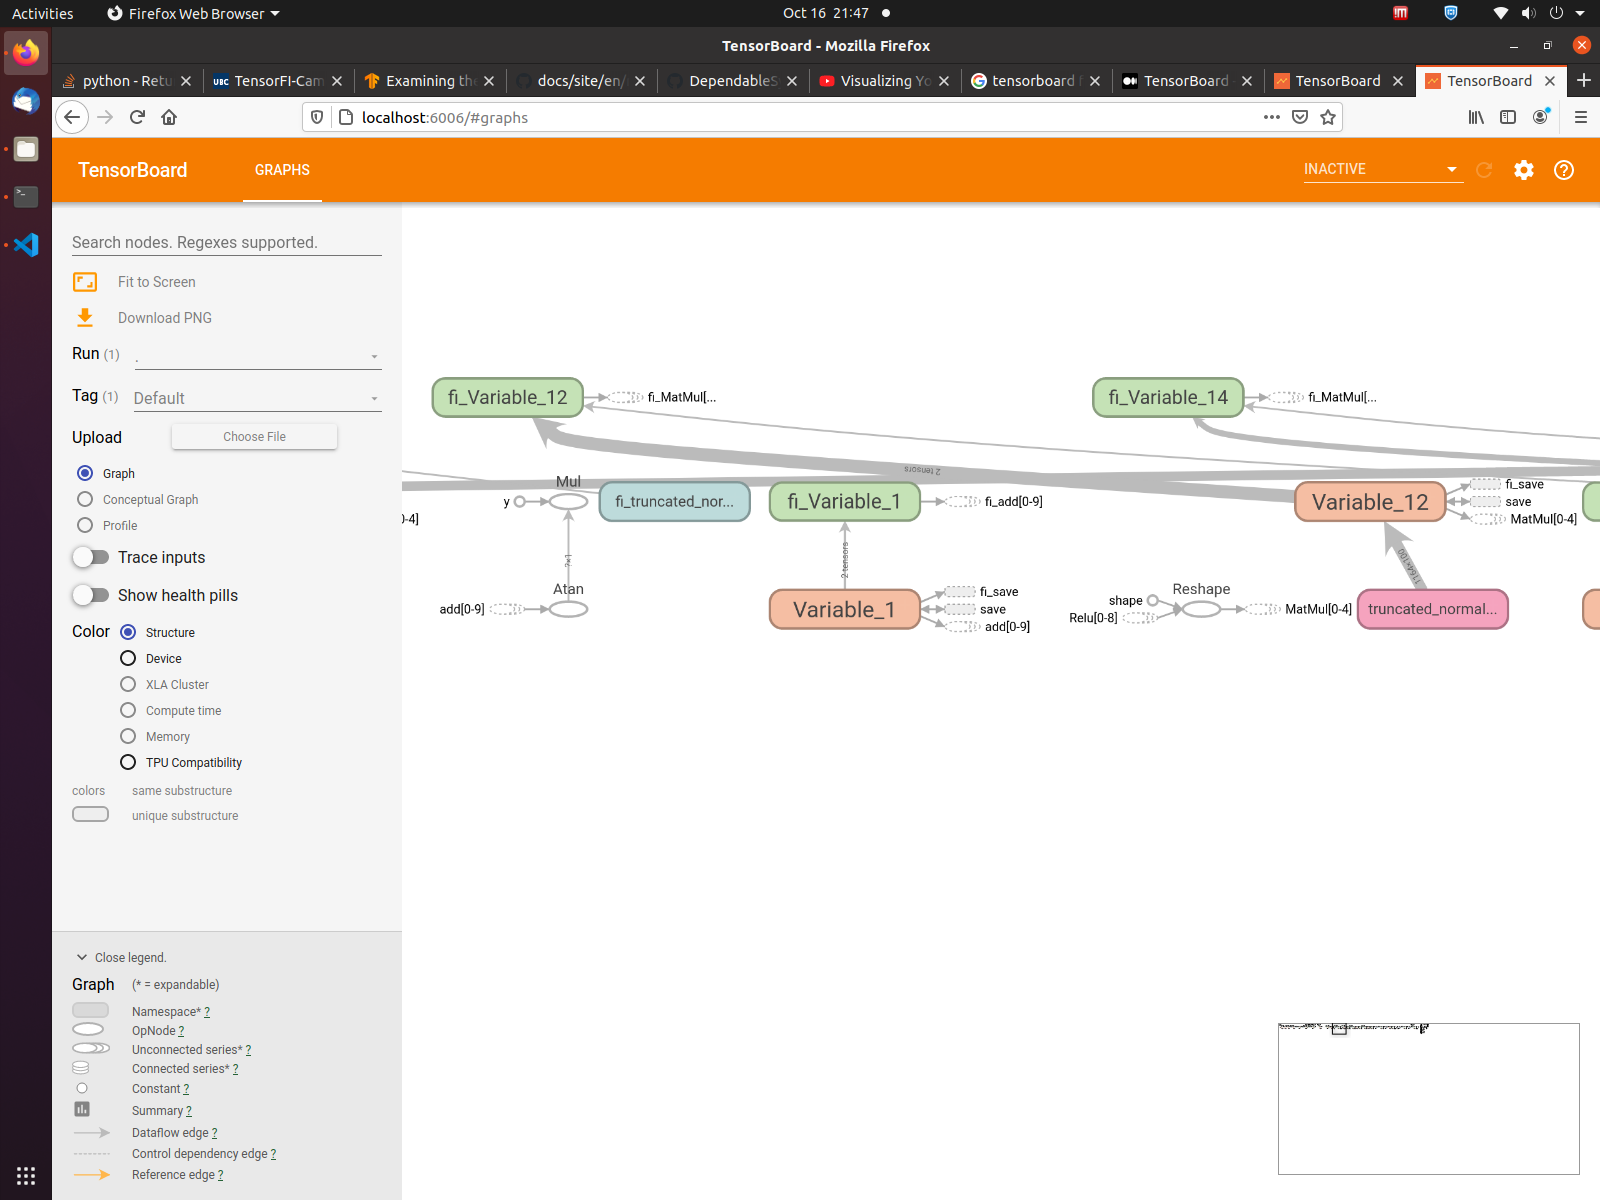 Activities
Firefox Web Browser
Oct 16 21:47
TensorBoard - Mozilla Firefox
python - Retu
UBC TensorFI-Cam
Examining the
docs/site/en/
DependableSy
Visualizing Yo
tensorboard
TensorBoard
TensorBoard
TensorBoard
localhost:6006/#graphs
TensorBoard
GRAPHS
INACTIVE
Search nodes. Regexes supported.
Fit to Screen
Download PNG
Run (1) .
Tag (1) Default
Upload Choose File
Graph
Conceptual Graph
Profile
Trace inputs
Show health pills
Color Structure
Device
XLA Cluster
Compute time
Memory
TPU Compatibility
colors same substructure
unique substructure
Close legend.
Graph (* = expandable)
Namespace* ?
OpNode ?
Unconnected series* ?
Connected series* ?
Constant ?
Summary ?
Dataflow edge ?
Control dependency edge ?
Reference edge ?
fi_Variable_12
fi_MatMul[...
fi_Variable_14
fi_MatMul[...
2 tensors
Mul
y
fi_truncated_nor...
fi_Variable_1
fi_add[0-9]
Variable_12
fi_save
save
MatMul[0-4]
)-4]
?×1
2 tensors
1164×100
Atan
add[0-9]
Variable_1
fi_save
save
add[0-9]
Reshape
shape
Relu[0-8]
MatMul[0-4]
truncated_normal...